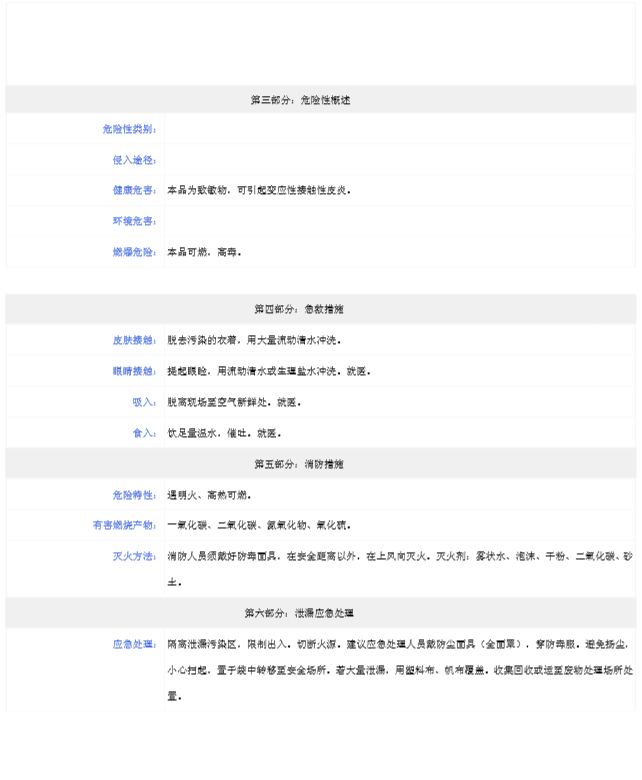 第三部分：危险性概述
危险性类别：
侵入途径：
健康危害： 本品为致敏物，可引起变应性接触性皮炎。
环境危害：
燃爆危险： 本品可燃，高毒。
第四部分：急救措施
皮肤接触： 脱去污染的衣着，用大量流动清水冲洗。
眼睛接触： 提起眼睑，用流动清水或生理盐水冲洗。就医。
吸入： 脱离现场至空气新鲜处。就医。
食入： 饮足量温水，催吐。就医。
第五部分：消防措施
危险特性： 遇明火、高热可燃。
有害燃烧产物： 一氧化碳、二氧化碳、氮氧化物、氧化硫。
灭火方法： 消防人员须戴好防毒面具，在安全距离以外，在上风向灭火。灭火剂：雾状水、泡沫、干粉、二氧化碳、砂
土。
第六部分：泄漏应急处理
应急处理： 隔离泄漏污染区，限制出入。切断火源。建议应急处理人员戴防尘面具（全面罩），穿防毒服。避免扬尘，
小心扫起，置于袋中转移至安全场所。若大量泄漏，用塑料布、帆布覆盖。收集回收或运至废物处理场所处
置。